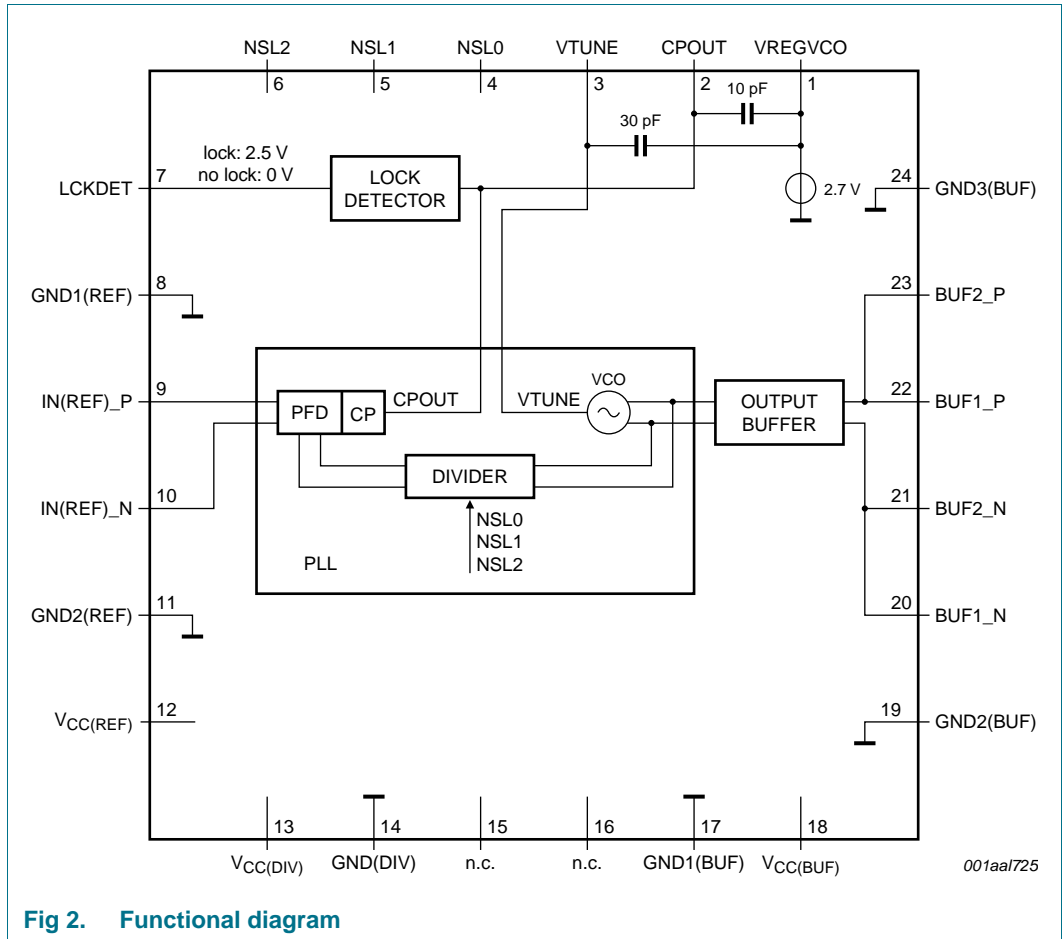 NSL2 NSL1 NSL0 VTUNE CPOUT VREGVCO
6 5 4 3 2 1
10 pF
30 pF
lock: 2.5 V
no lock: 0 V
LCKDET 7
LOCK
DETECTOR
2.7 V
24 GND3(BUF)
GND1(REF) 8
23 BUF2_P
IN(REF)_P 9
PFD CP CPOUT
VTUNE VCO
OUTPUT
BUFFER
22 BUF1_P
DIVIDER
IN(REF)_N 10
21 BUF2_N
NSL0
NSL1
NSL2
PLL
GND2(REF) 11
20 BUF1_N
VCC(REF) 12
19 GND2(BUF)
13 14 15 16 17 18
VCC(DIV) GND(DIV) n.c. n.c. GND1(BUF) VCC(BUF)
001aal725
Fig 2. Functional diagram